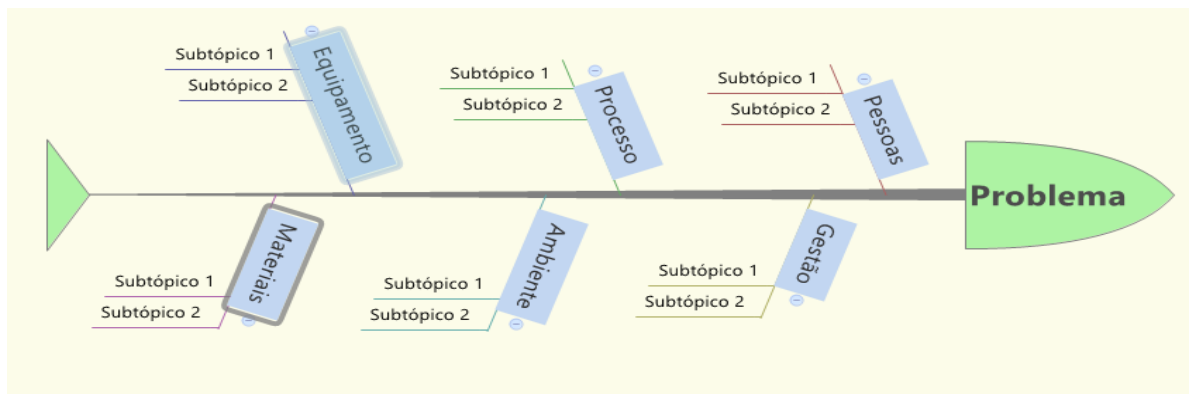 Equipamento
Subtópico 1
Subtópico 2
Processo
Subtópico 1
Subtópico 2
Pessoas
Subtópico 1
Subtópico 2
Problema
Materiais
Subtópico 1
Subtópico 2
Ambiente
Subtópico 1
Subtópico 2
Gestão
Subtópico 1
Subtópico 2